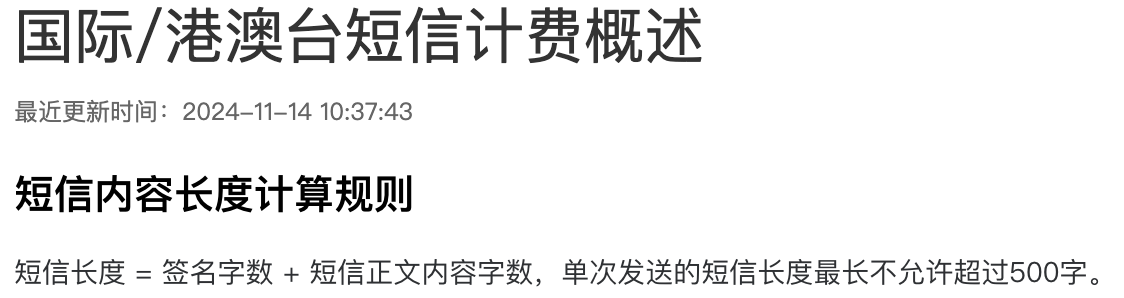 国际/港澳台短信计费概述
最近更新时间：2024-11-14 10:37:43
短信内容长度计算规则
短信长度 = 签名字数 + 短信正文内容字数，单次发送的短信长度最长不允许超过500字。